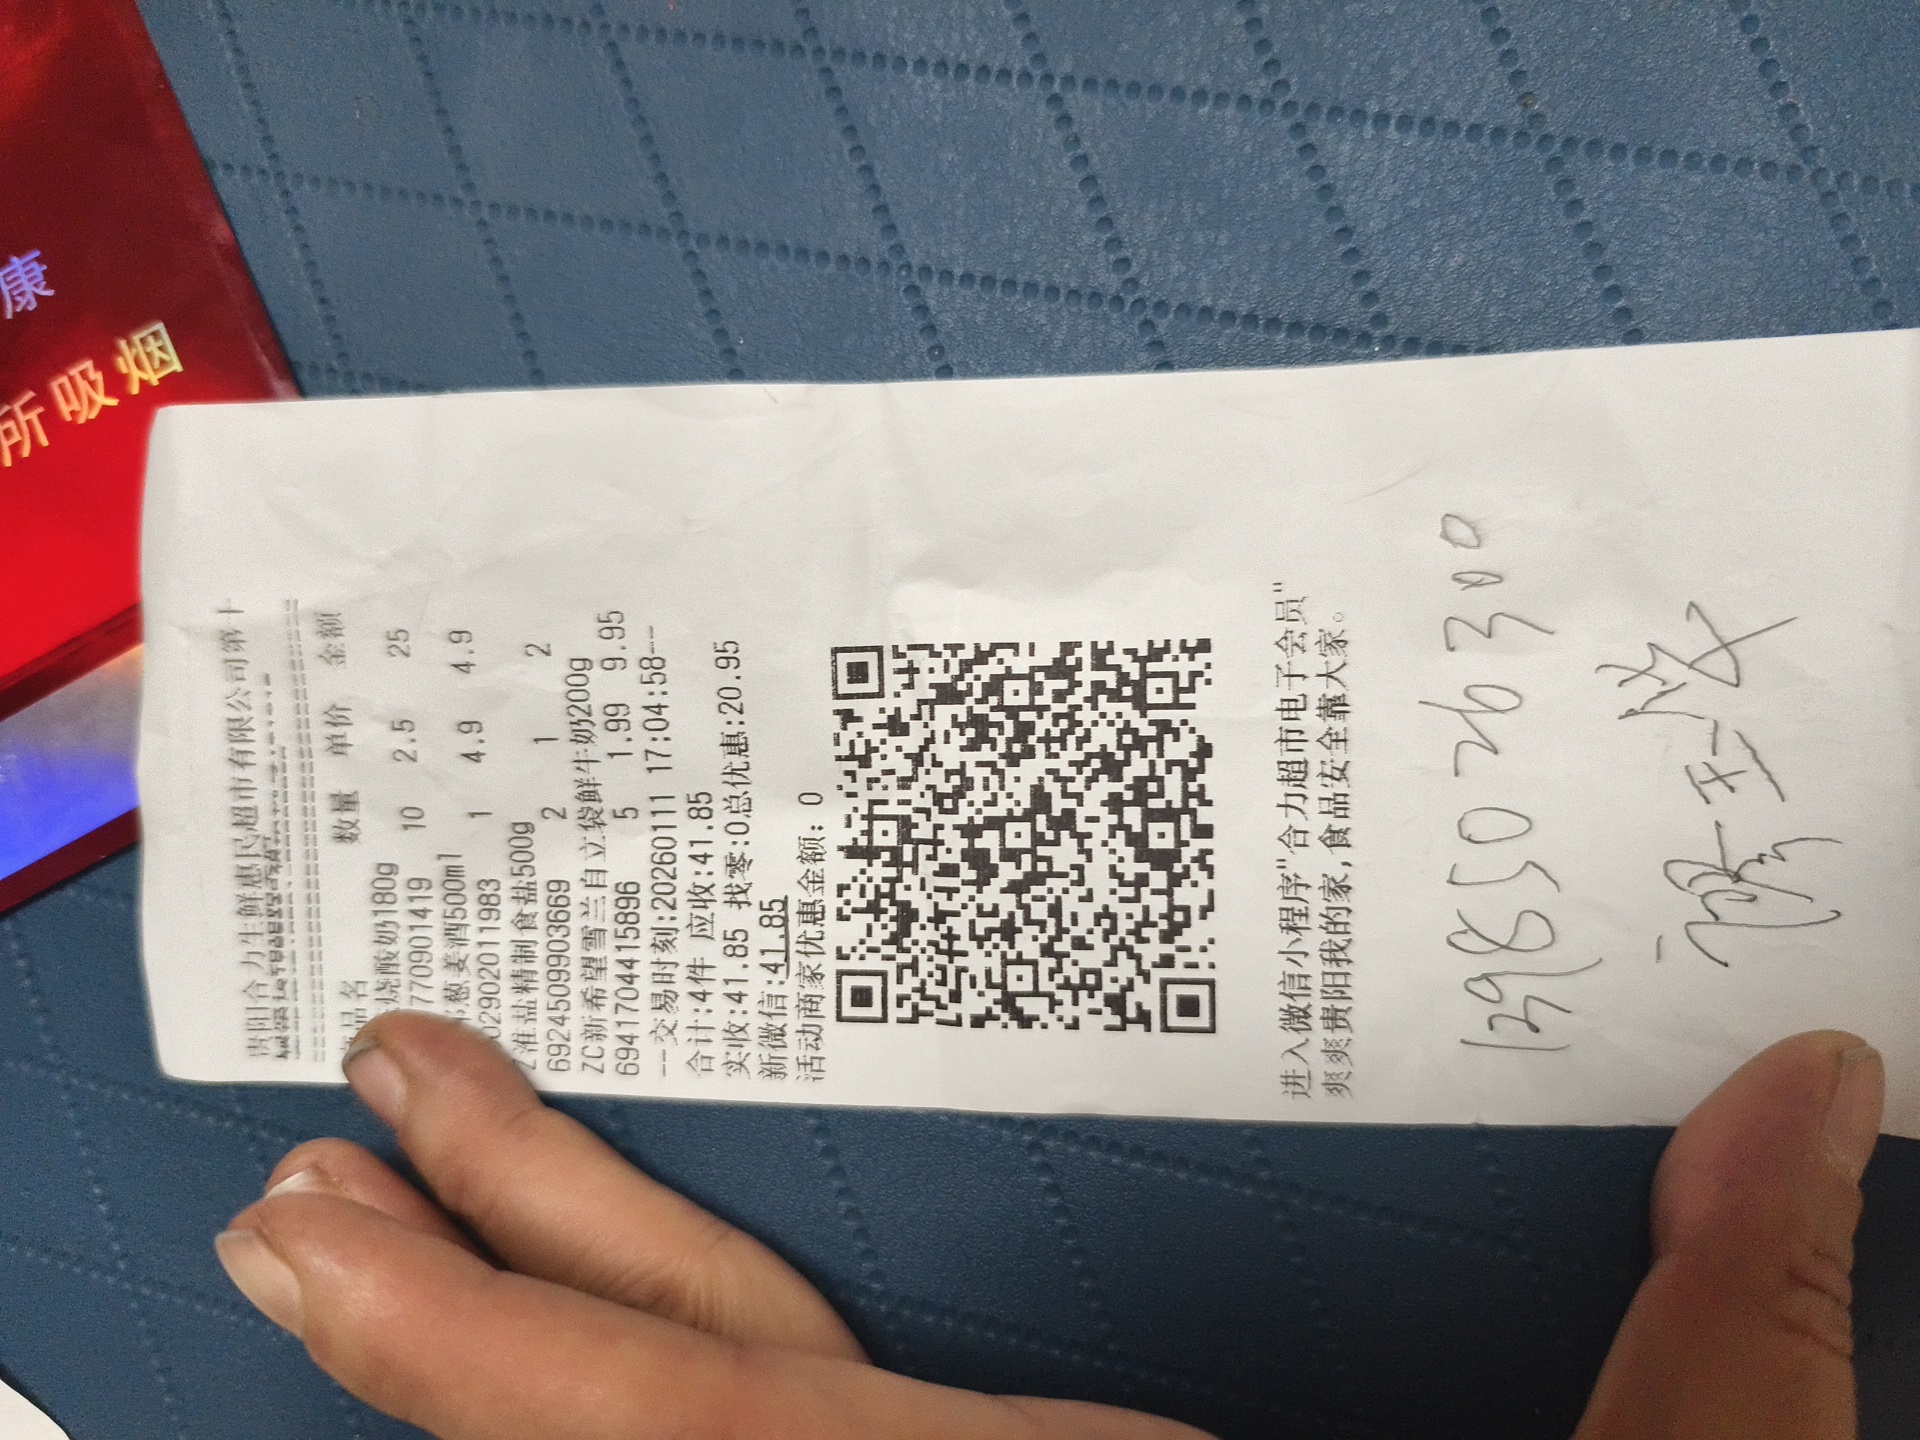 康
所吸烟
贵阳合力生鲜惠民超市有限公司第十
品名 数量 单价 金额
烧酸奶180g
770901419 10 2.5 25
葱姜酒500ml
02902011983 1 4.9 4.9
淮盐精制食盐500g
6924509903669 2 1 2
ZC新希望雪兰自立袋鲜牛奶200g
6941704415896 5 1.99 9.95
--交易时刻:20260111 17:04:58--
合计:4件 应收:41.85
实收:41.85 找零:0总优惠:20.95
新微信:41.85
活动商家优惠金额: 0
进入微信小程序"合力超市电子会员"
爽爽贵阳我的家,食品安全靠大家。
13985026300